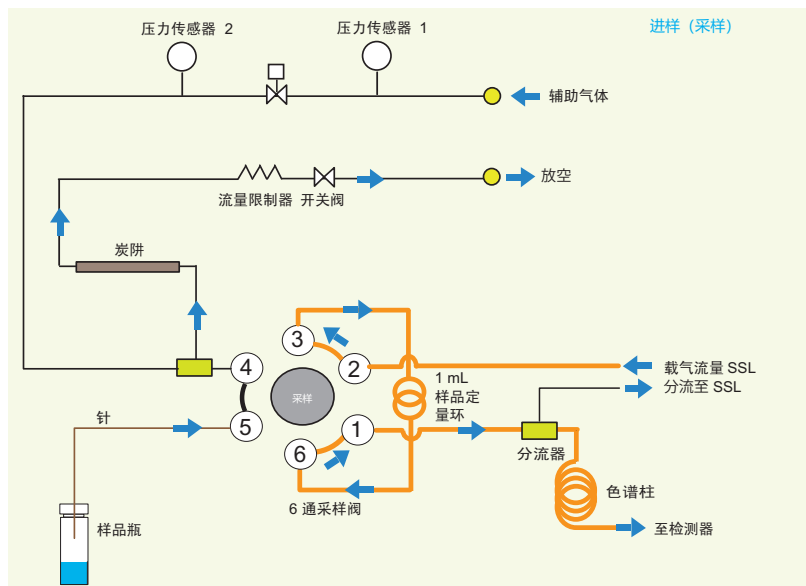 压力传感器 2
压力传感器 1
进样（采样）
辅助气体
流量限制器
开关阀
放空
炭阱
3
4
2
载气流量 SSL
分流至 SSL
1 mL
样品定
量环
采样
针
5
1
6
分流器
色谱柱
6 通采样阀
样品瓶
至检测器